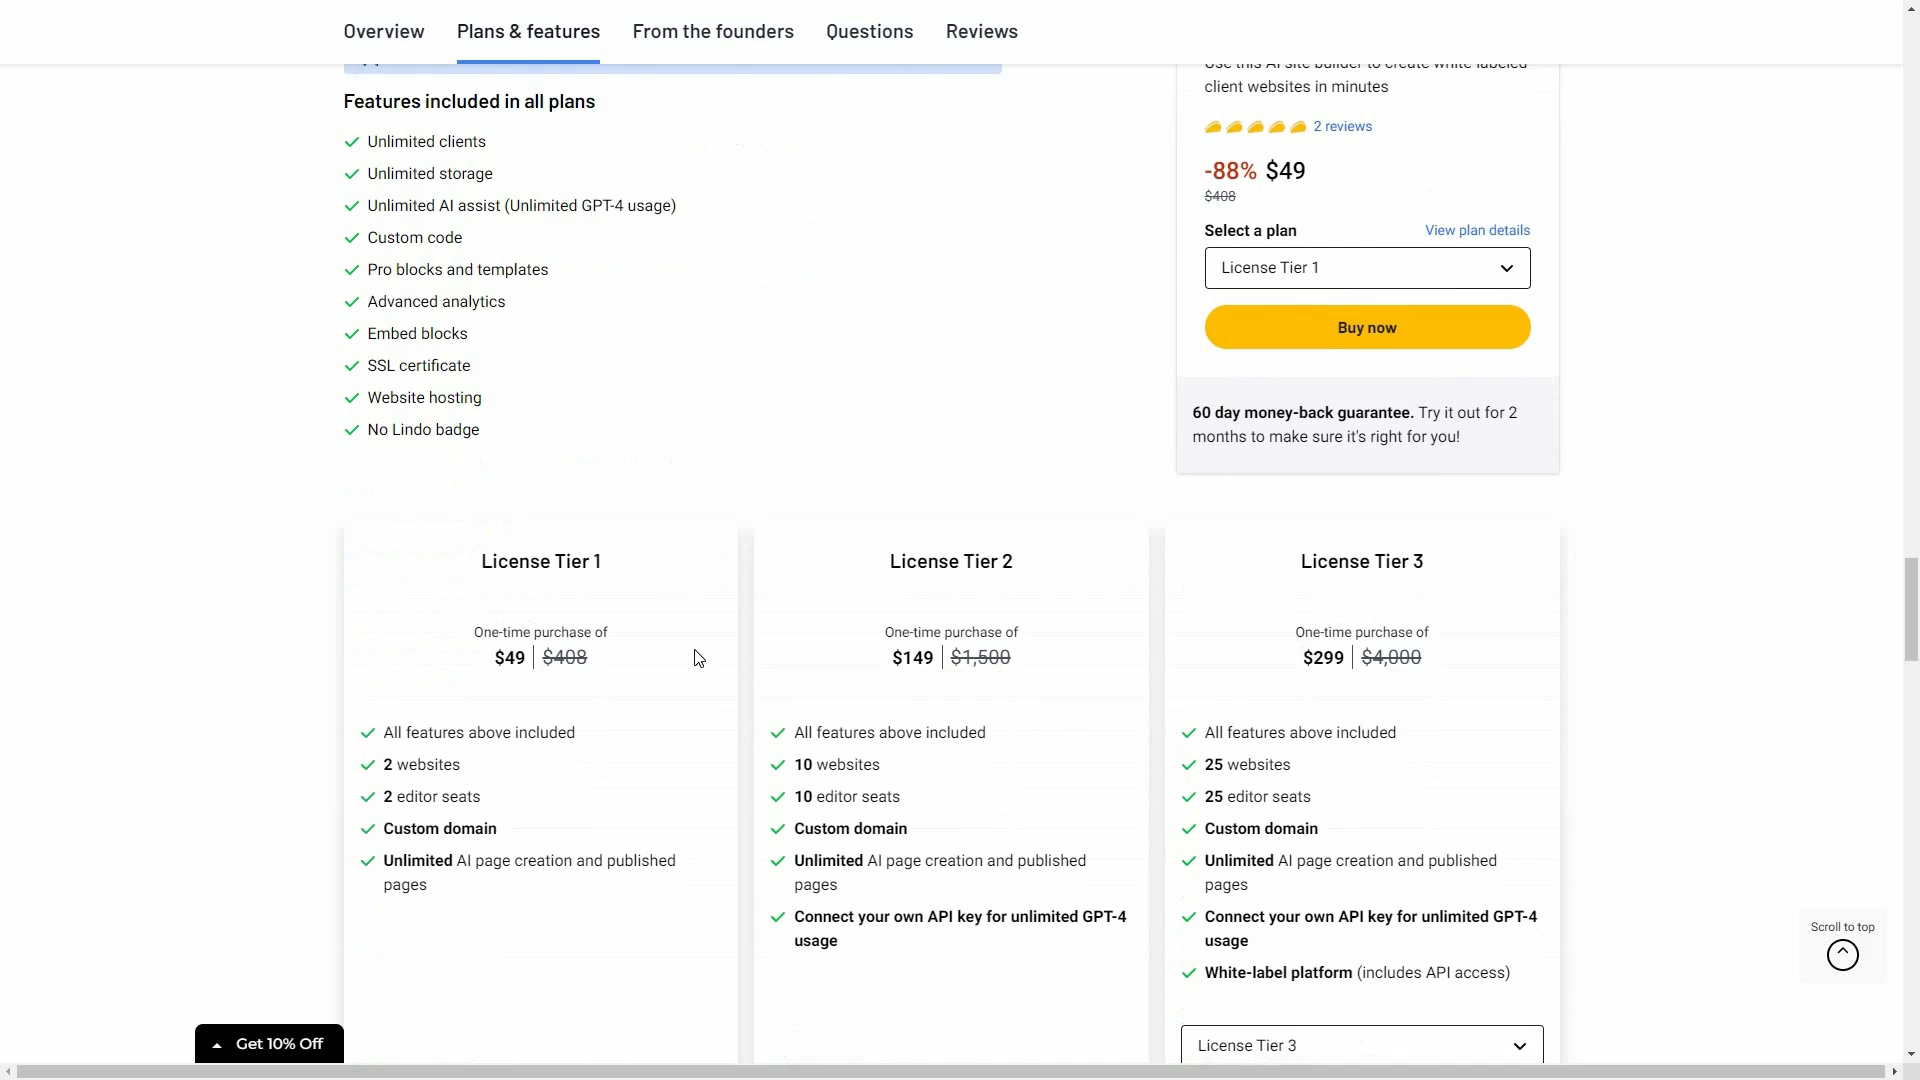 Overview Plans & features From the founders Questions Reviews
Features included in all plans
Unlimited clients
Unlimited storage
Unlimited AI assist (Unlimited GPT-4 usage)
Custom code
Pro blocks and templates
Advanced analytics
Embed blocks
SSL certificate
Website hosting
No Lindo badge
Use this AI site builder to create white-labeled
client websites in minutes
2 reviews
-88% $49
$408
Select a plan View plan details
License Tier 1
Buy now
60 day money-back guarantee. Try it out for 2
months to make sure it's right for you!
License Tier 1
One-time purchase of
$49 $408
All features above included
2 websites
2 editor seats
Custom domain
Unlimited AI page creation and published
pages
License Tier 2
One-time purchase of
$149 $1,500
All features above included
10 websites
10 editor seats
Custom domain
Unlimited AI page creation and published
pages
Connect your own API key for unlimited GPT-4
usage
License Tier 3
One-time purchase of
$299 $4,000
All features above included
25 websites
25 editor seats
Custom domain
Unlimited AI page creation and published
pages
Connect your own API key for unlimited GPT-4
usage
White-label platform (includes API access)
License Tier 3
Scroll to top
Get 10% Off